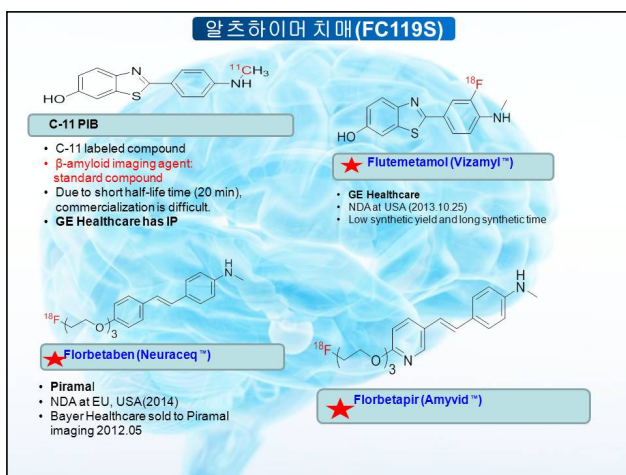 알츠하이머 치매(FC119S)
¹¹CH₃
N
NH
HO
S
C-11 PIB
• C-11 labeled compound
• β-amyloid imaging agent:
standard compound
• Due to short half-life time (20 min),
commercialization is difficult.
• GE Healthcare has IP
¹⁸F
N
NH
HO
S
Flutemetamol (Vizamyl™)
• GE Healthcare
• NDA at USA (2013.10.25)
• Low synthetic yield and long synthetic time
H
N
¹⁸F
O
3
Florbetaben (Neuraceq™)
• Piramal
• NDA at EU, USA(2014)
• Bayer Healthcare sold to Piramal
imaging 2012.05
H
N
¹⁸F
O
3
N
Florbetapir (Amyvid™)